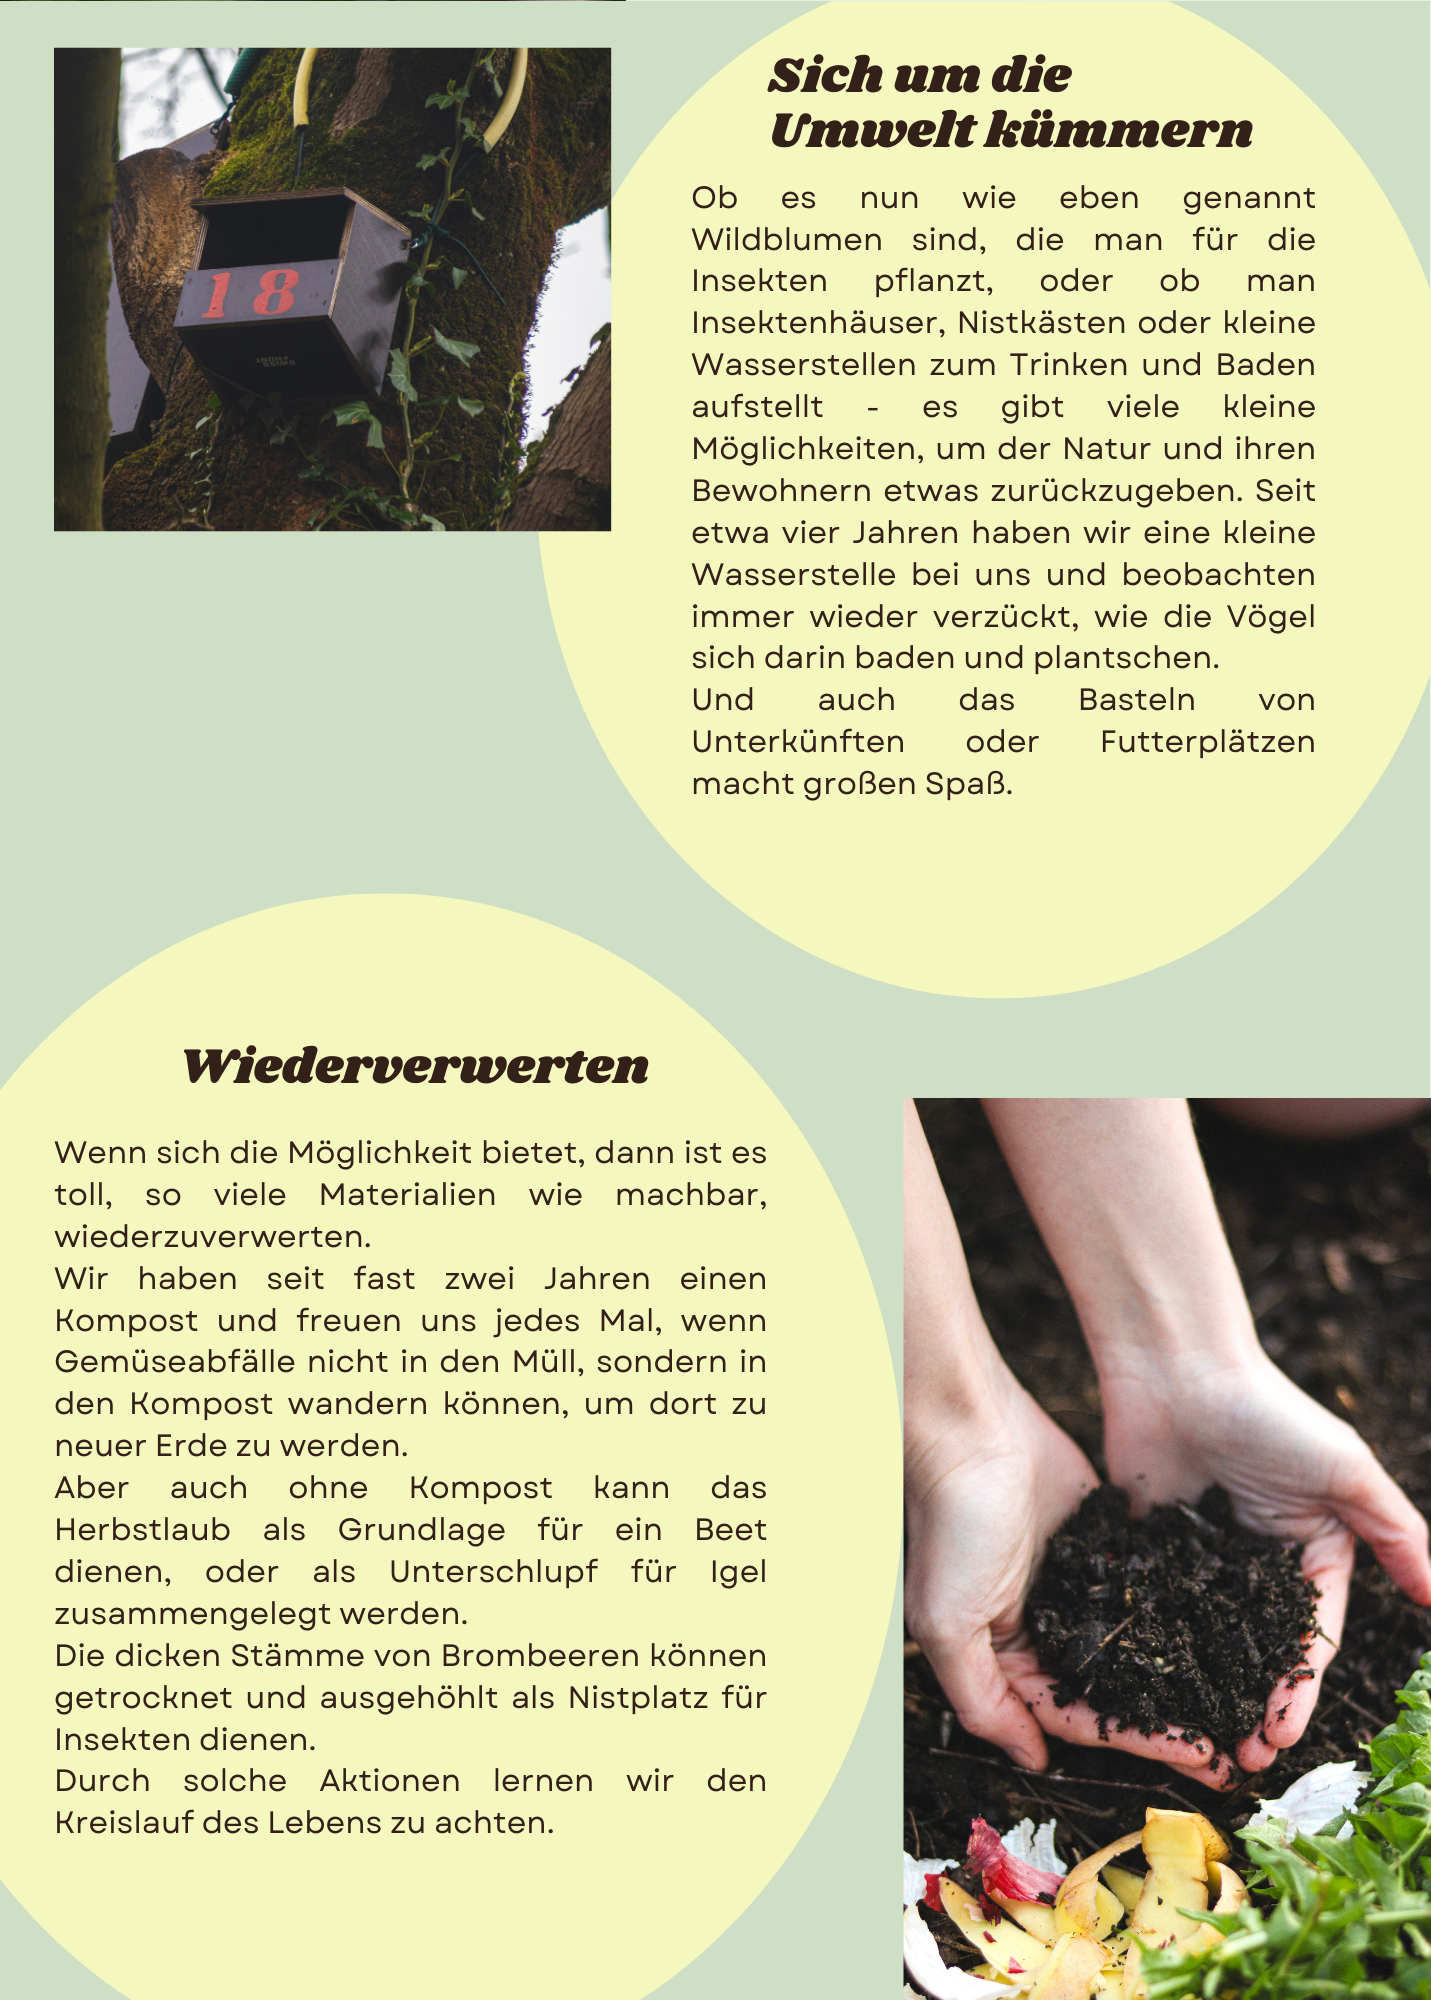 18
Sich um die
Umwelt kümmern
Ob es nun wie eben genannt
Wildblumen sind, die man für die
Insekten pflanzt, oder ob man
Insektenhäuser, Nistkästen oder kleine
Wasserstellen zum Trinken und Baden
aufstellt - es gibt viele kleine
Möglichkeiten, um der Natur und ihren
Bewohnern etwas zurückzugeben. Seit
etwa vier Jahren haben wir eine kleine
Wasserstelle bei uns und beobachten
immer wieder verzückt, wie die Vögel
sich darin baden und plantschen.
Und auch das Basteln von
Unterkünften oder Futterplätzen
macht großen Spaß.
Wiederverwerten
Wenn sich die Möglichkeit bietet, dann ist es
toll, so viele Materialien wie machbar,
wiederzuverwerten.
Wir haben seit fast zwei Jahren einen
Kompost und freuen uns jedes Mal, wenn
Gemüseabfälle nicht in den Müll, sondern in
den Kompost wandern können, um dort zu
neuer Erde zu werden.
Aber auch ohne Kompost kann das
Herbstlaub als Grundlage für ein Beet
dienen, oder als Unterschlupf für Igel
zusammengelegt werden.
Die dicken Stämme von Brombeeren können
getrocknet und ausgehöhlt als Nistplatz für
Insekten dienen.
Durch solche Aktionen lernen wir den
Kreislauf des Lebens zu achten.